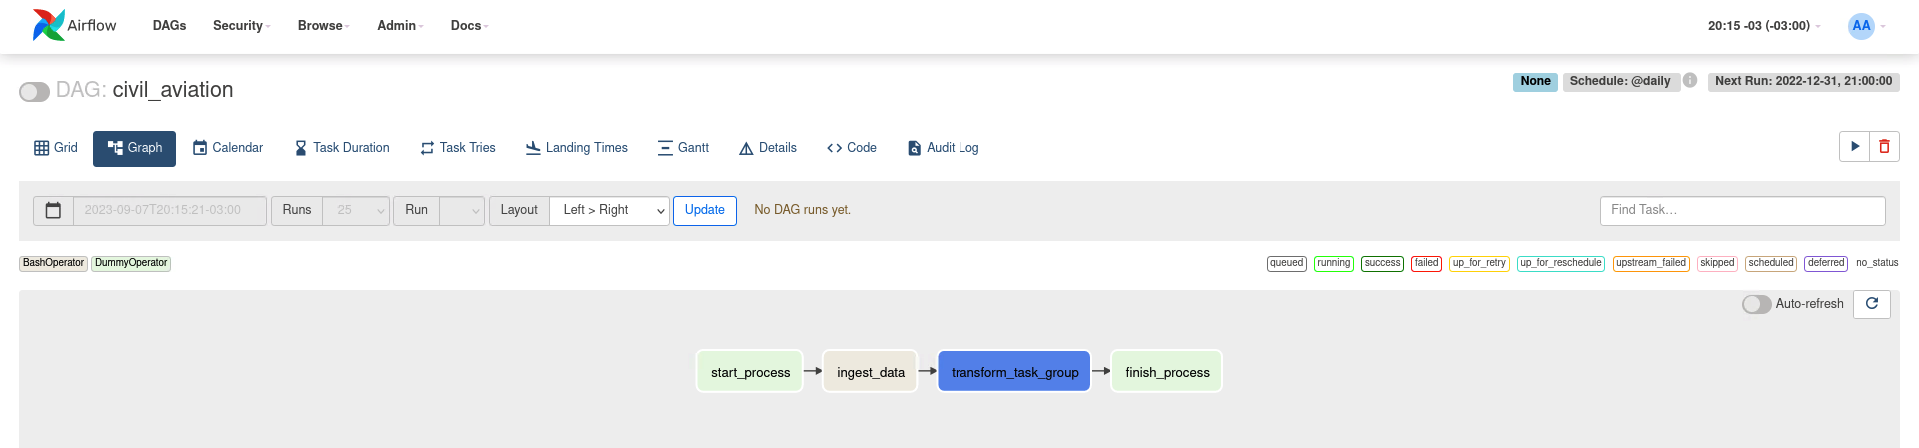 Airflow DAGs Security Browse Admin Docs 20:15 -03 (-03:00) AA
DAG: civil_aviation None Schedule: @daily i Next Run: 2022-12-31, 21:00:00
Grid Graph Calendar Task Duration Task Tries Landing Times Gantt Details <> Code Audit Log
2023-09-07T20:15:21-03:00 Runs 25 Run Layout Left > Right Update No DAG runs yet. Find Task...
BashOperator DummyOperator queued running success failed up_for_retry up_for_reschedule upstream_failed skipped scheduled deferred no_status
Auto-refresh
start_process ingest_data transform_task_group finish_process